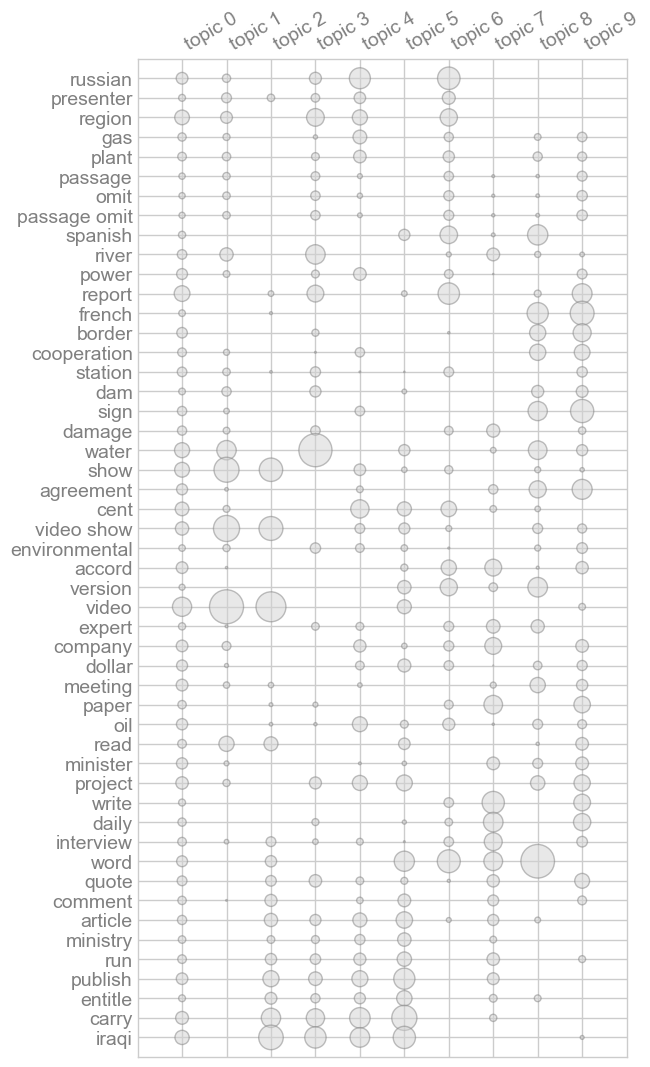 topic 0 topic 1 topic 2 topic 3 topic 4 topic 5 topic 6 topic 7 topic 8 topic 9
russian
presenter
region
gas
plant
passage
omit
passage omit
spanish
river
power
report
french
border
cooperation
station
dam
sign
damage
water
show
agreement
cent
video show
environmental
accord
version
video
expert
company
dollar
meeting
paper
oil
read
minister
project
write
daily
interview
word
quote
comment
article
ministry
run
publish
entitle
carry
iraqi